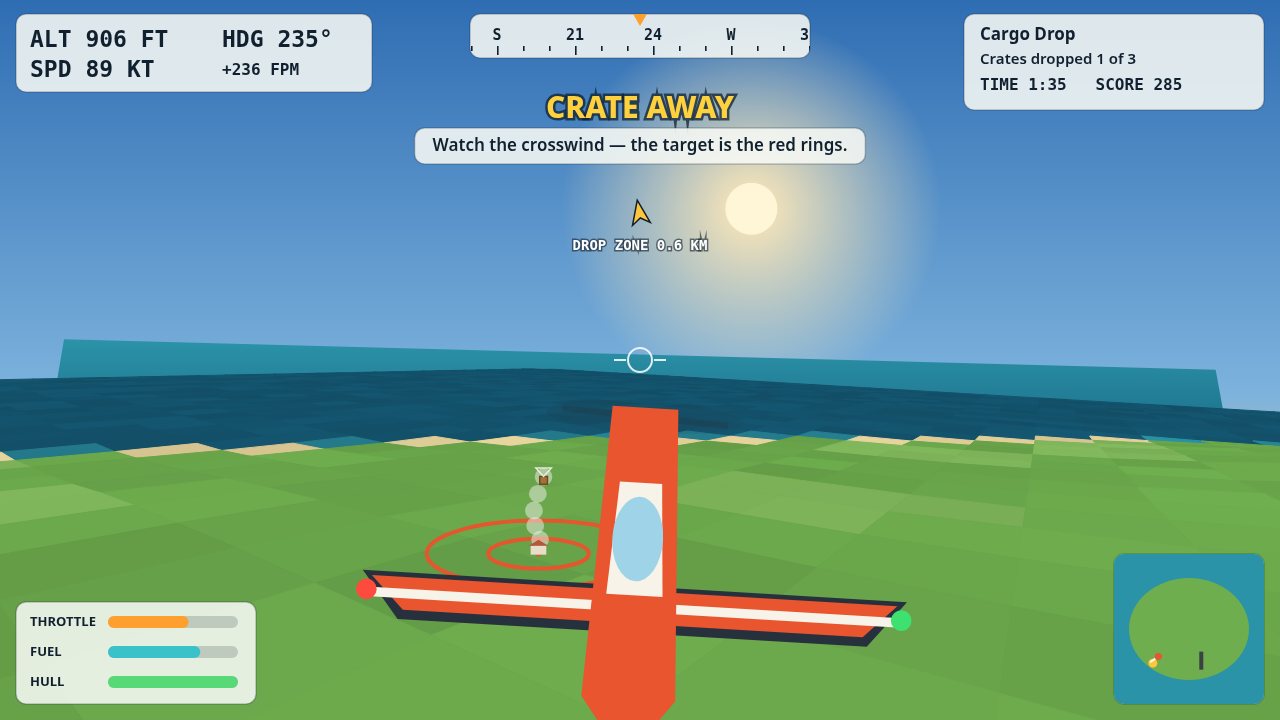 ALT 906 FT HDG 235°
SPD 89 KT +236 FPM
S 21 24 W 3
Cargo Drop
Crates dropped 1 of 3
TIME 1:35 SCORE 285
CRATE AWAY
Watch the crosswind — the target is the red rings.
DROP ZONE 0.6 KM
THROTTLE
FUEL
HULL